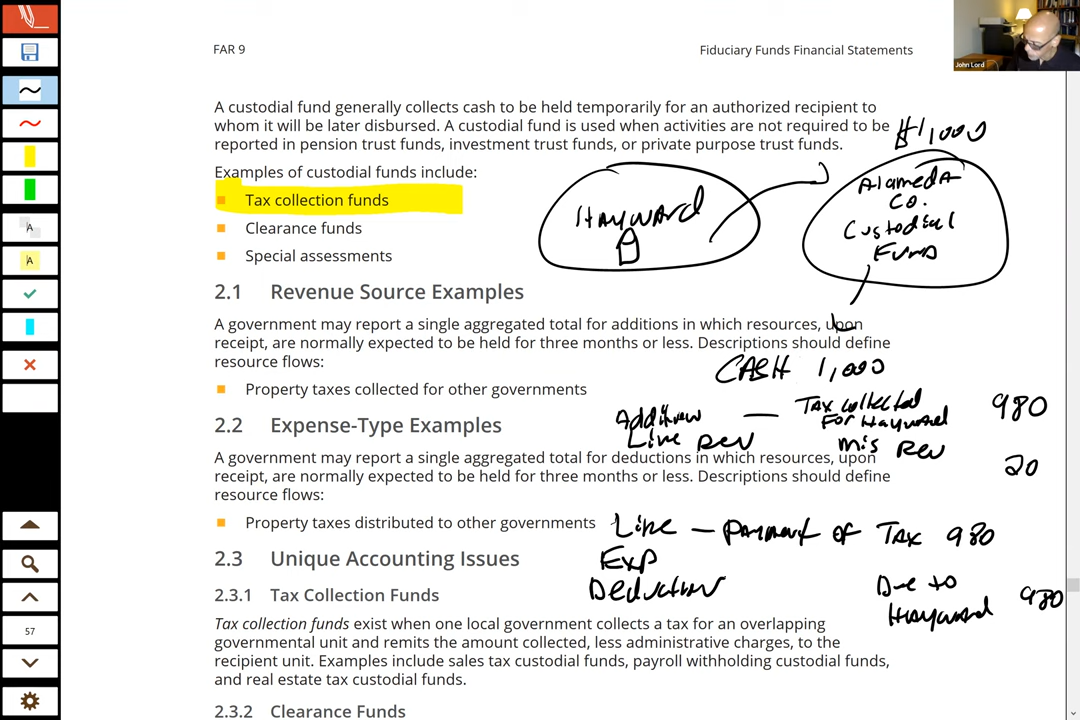 FAR 9
Fiduciary Funds Financial Statements
John Lord
A custodial fund generally collects cash to be held temporarily for an authorized recipient to
whom it will be later disbursed. A custodial fund is used when activities are not required to be
reported in pension trust funds, investment trust funds, or private purpose trust funds.
$1,000
Examples of custodial funds include:
Tax collection funds
Clearance funds
Special assessments
HAYWARD
AlamedA
CO.
Custodial
FUND
2.1 Revenue Source Examples
A government may report a single aggregated total for additions in which resources, upon
receipt, are normally expected to be held for three months or less. Descriptions should define
resource flows:
CASH 1,000
Property taxes collected for other governments
Additions — Tax collected 980
Like Rev For Hayward
Mis Rev 20
2.2 Expense-Type Examples
A government may report a single aggregated total for deductions in which resources, upon
receipt, are normally expected to be held for three months or less. Descriptions should define
resource flows:
Property taxes distributed to other governments
Like — Payment of Tax 980
Exp
Deduction
Due to
Hayward 980
2.3 Unique Accounting Issues
2.3.1 Tax Collection Funds
Tax collection funds exist when one local government collects a tax for an overlapping
governmental unit and remits the amount collected, less administrative charges, to the
recipient unit. Examples include sales tax custodial funds, payroll withholding custodial funds,
and real estate tax custodial funds.
2.3.2 Clearance Funds
A
A
57